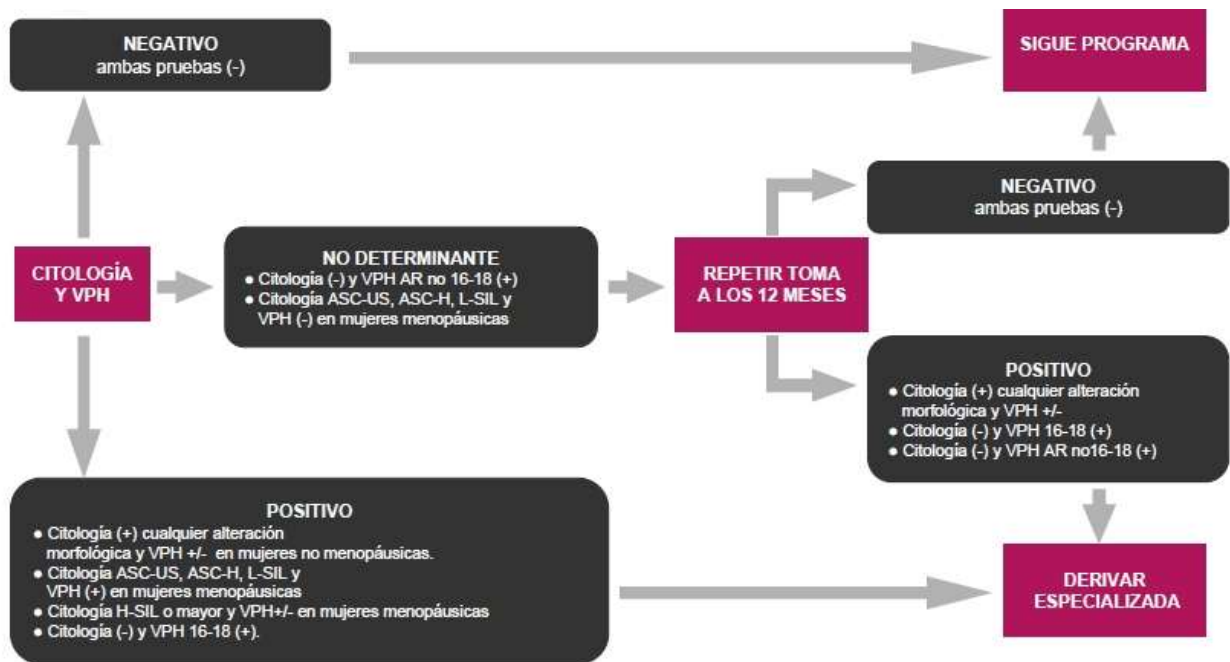 NEGATIVO
ambas pruebas (-)
SIGUE PROGRAMA
NEGATIVO
ambas pruebas (-)
CITOLOGÍA
Y VPH
NO DETERMINANTE
● Citología (-) y VPH AR no 16-18 (+)
● Citología ASC-US, ASC-H, L-SIL y
VPH (-) en mujeres menopáusicas
REPETIR TOMA
A LOS 12 MESES
POSITIVO
● Citología (+) cualquier alteración
morfológica y VPH +/-
● Citología (-) y VPH 16-18 (+)
● Citología (-) y VPH AR no16-18 (+)
POSITIVO
● Citología (+) cualquier alteración
morfológica y VPH +/- en mujeres no menopáusicas.
● Citología ASC-US, ASC-H, L-SIL y
VPH (+) en mujeres menopáusicas
● Citología H-SIL o mayor y VPH+/- en mujeres menopáusicas
● Citología (-) y VPH 16-18 (+).
DERIVAR
ESPECIALIZADA